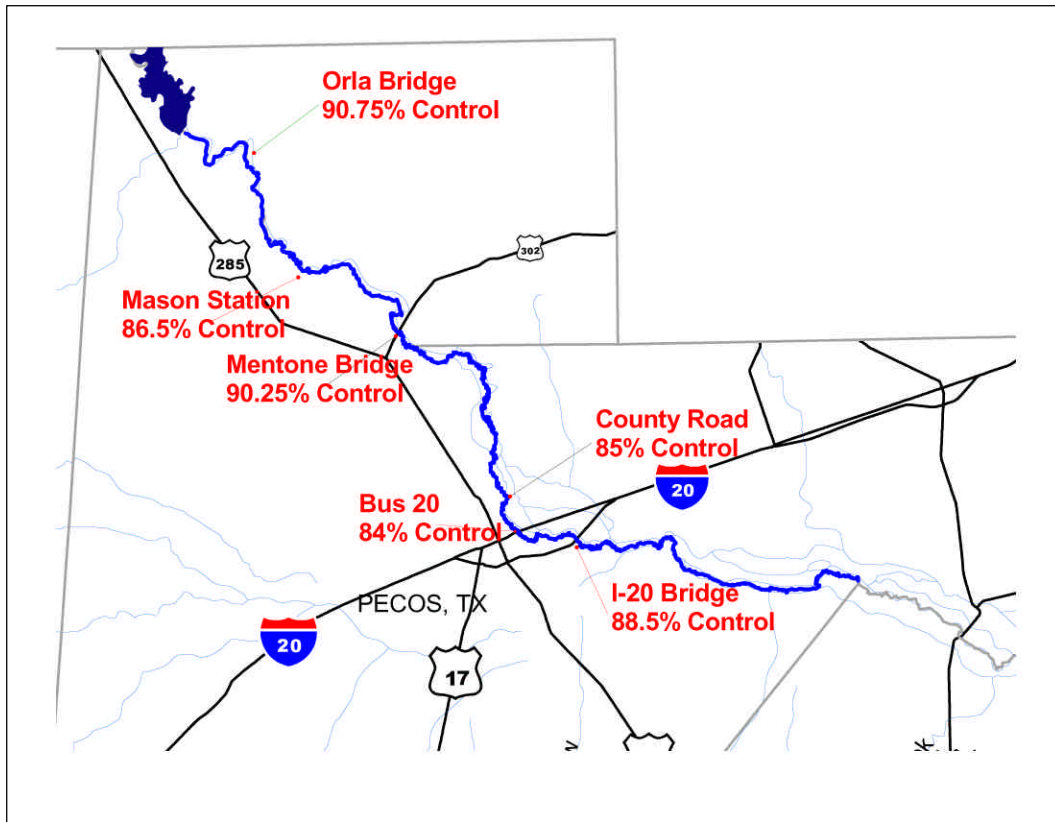 Orla Bridge
90.75% Control
302
285
Mason Station
86.5% Control
Mentone Bridge
90.25% Control
County Road
85% Control
20
Bus 20
84% Control
I-20 Bridge
88.5% Control
PECOS, TX
20
17